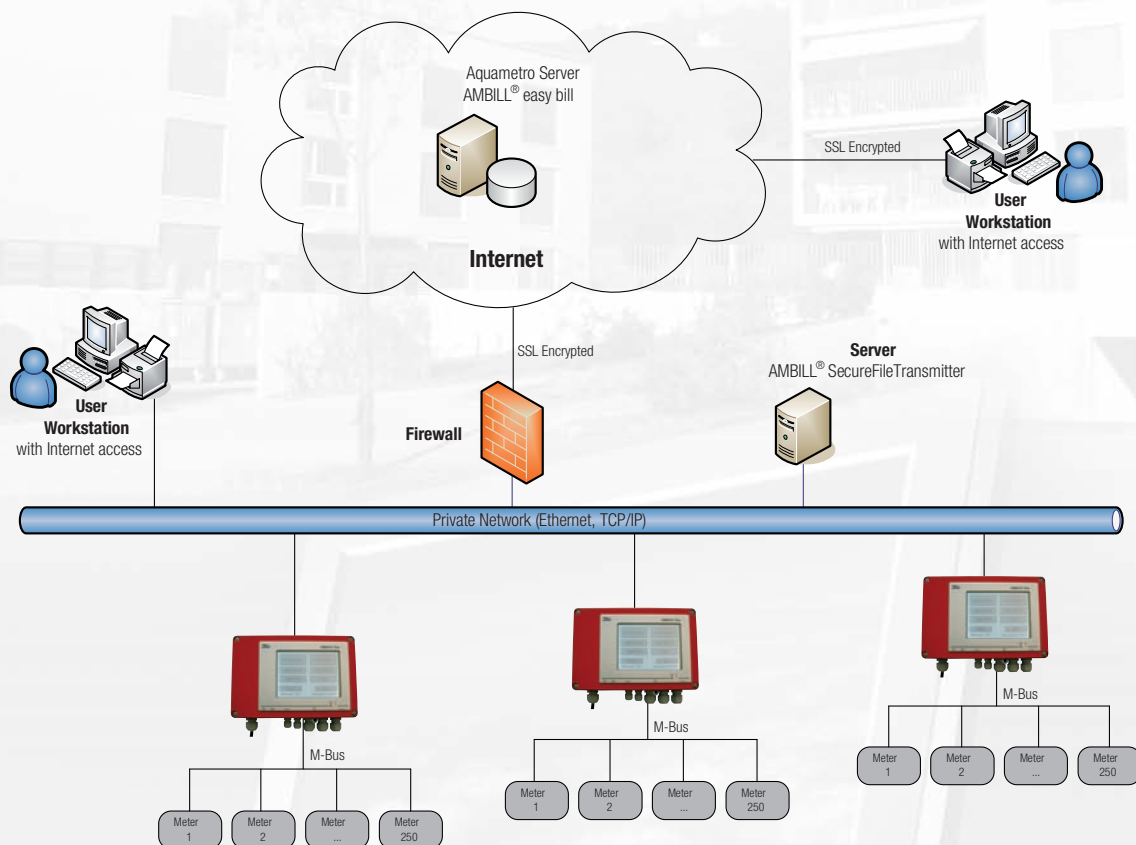 Aquametro Server
AMBILL® easy bill
Internet
SSL Encrypted
User
Workstation
with Internet access
SSL Encrypted
User
Workstation
with Internet access
Firewall
Server
AMBILL® SecureFileTransmitter
Private Network (Ethernet, TCP/IP)
M-Bus
Meter
1
Meter
2
Meter
...
Meter
250
M-Bus
Meter
1
Meter
2
Meter
...
Meter
250
M-Bus
Meter
1
Meter
2
Meter
...
Meter
250